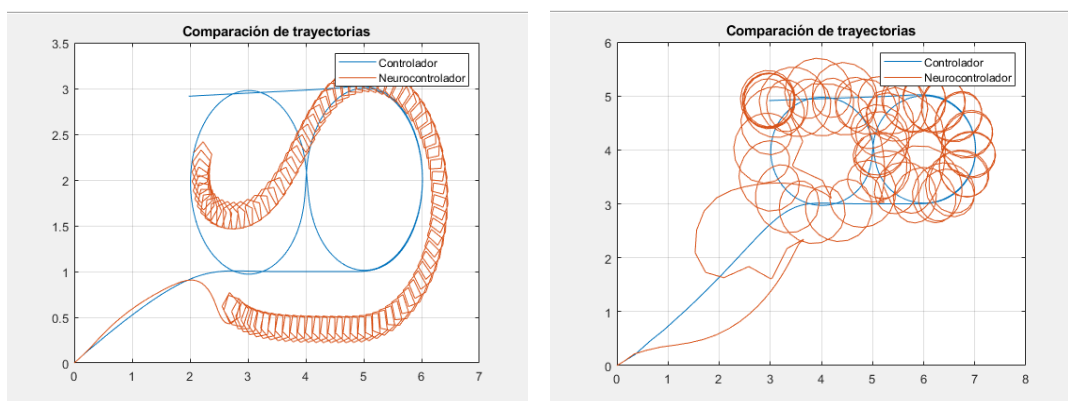 Comparación de trayectorias
Controlador
Neurocontrolador
3.5
3
2.5
2
1.5
1
0.5
0
0 1 2 3 4 5 6 7
Comparación de trayectorias
Controlador
Neurocontrolador
6
5
4
3
2
1
0
0 1 2 3 4 5 6 7 8